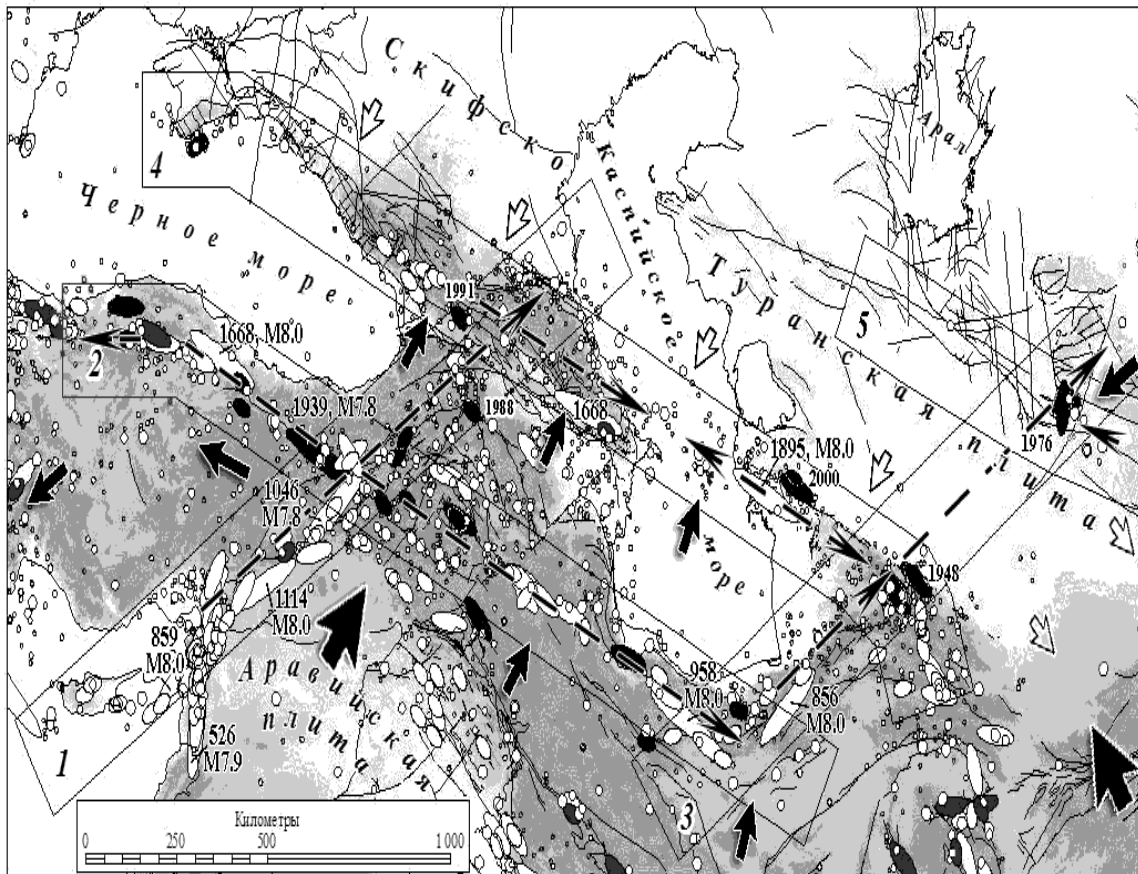 Скифско
Туранская плита
Арал
Каспийское море
Черное море
4
5
2
1
3
1991
1668, M8.0
1939, M7.8
1988
1668
1895, M8.0
2000
1976
1046
M7.8
1948
1114
M8.0
859
M8.0
958
M8.0
856
M8.0
526
M7.9
Аравийская
плита
Километры
0
250
500
1 000